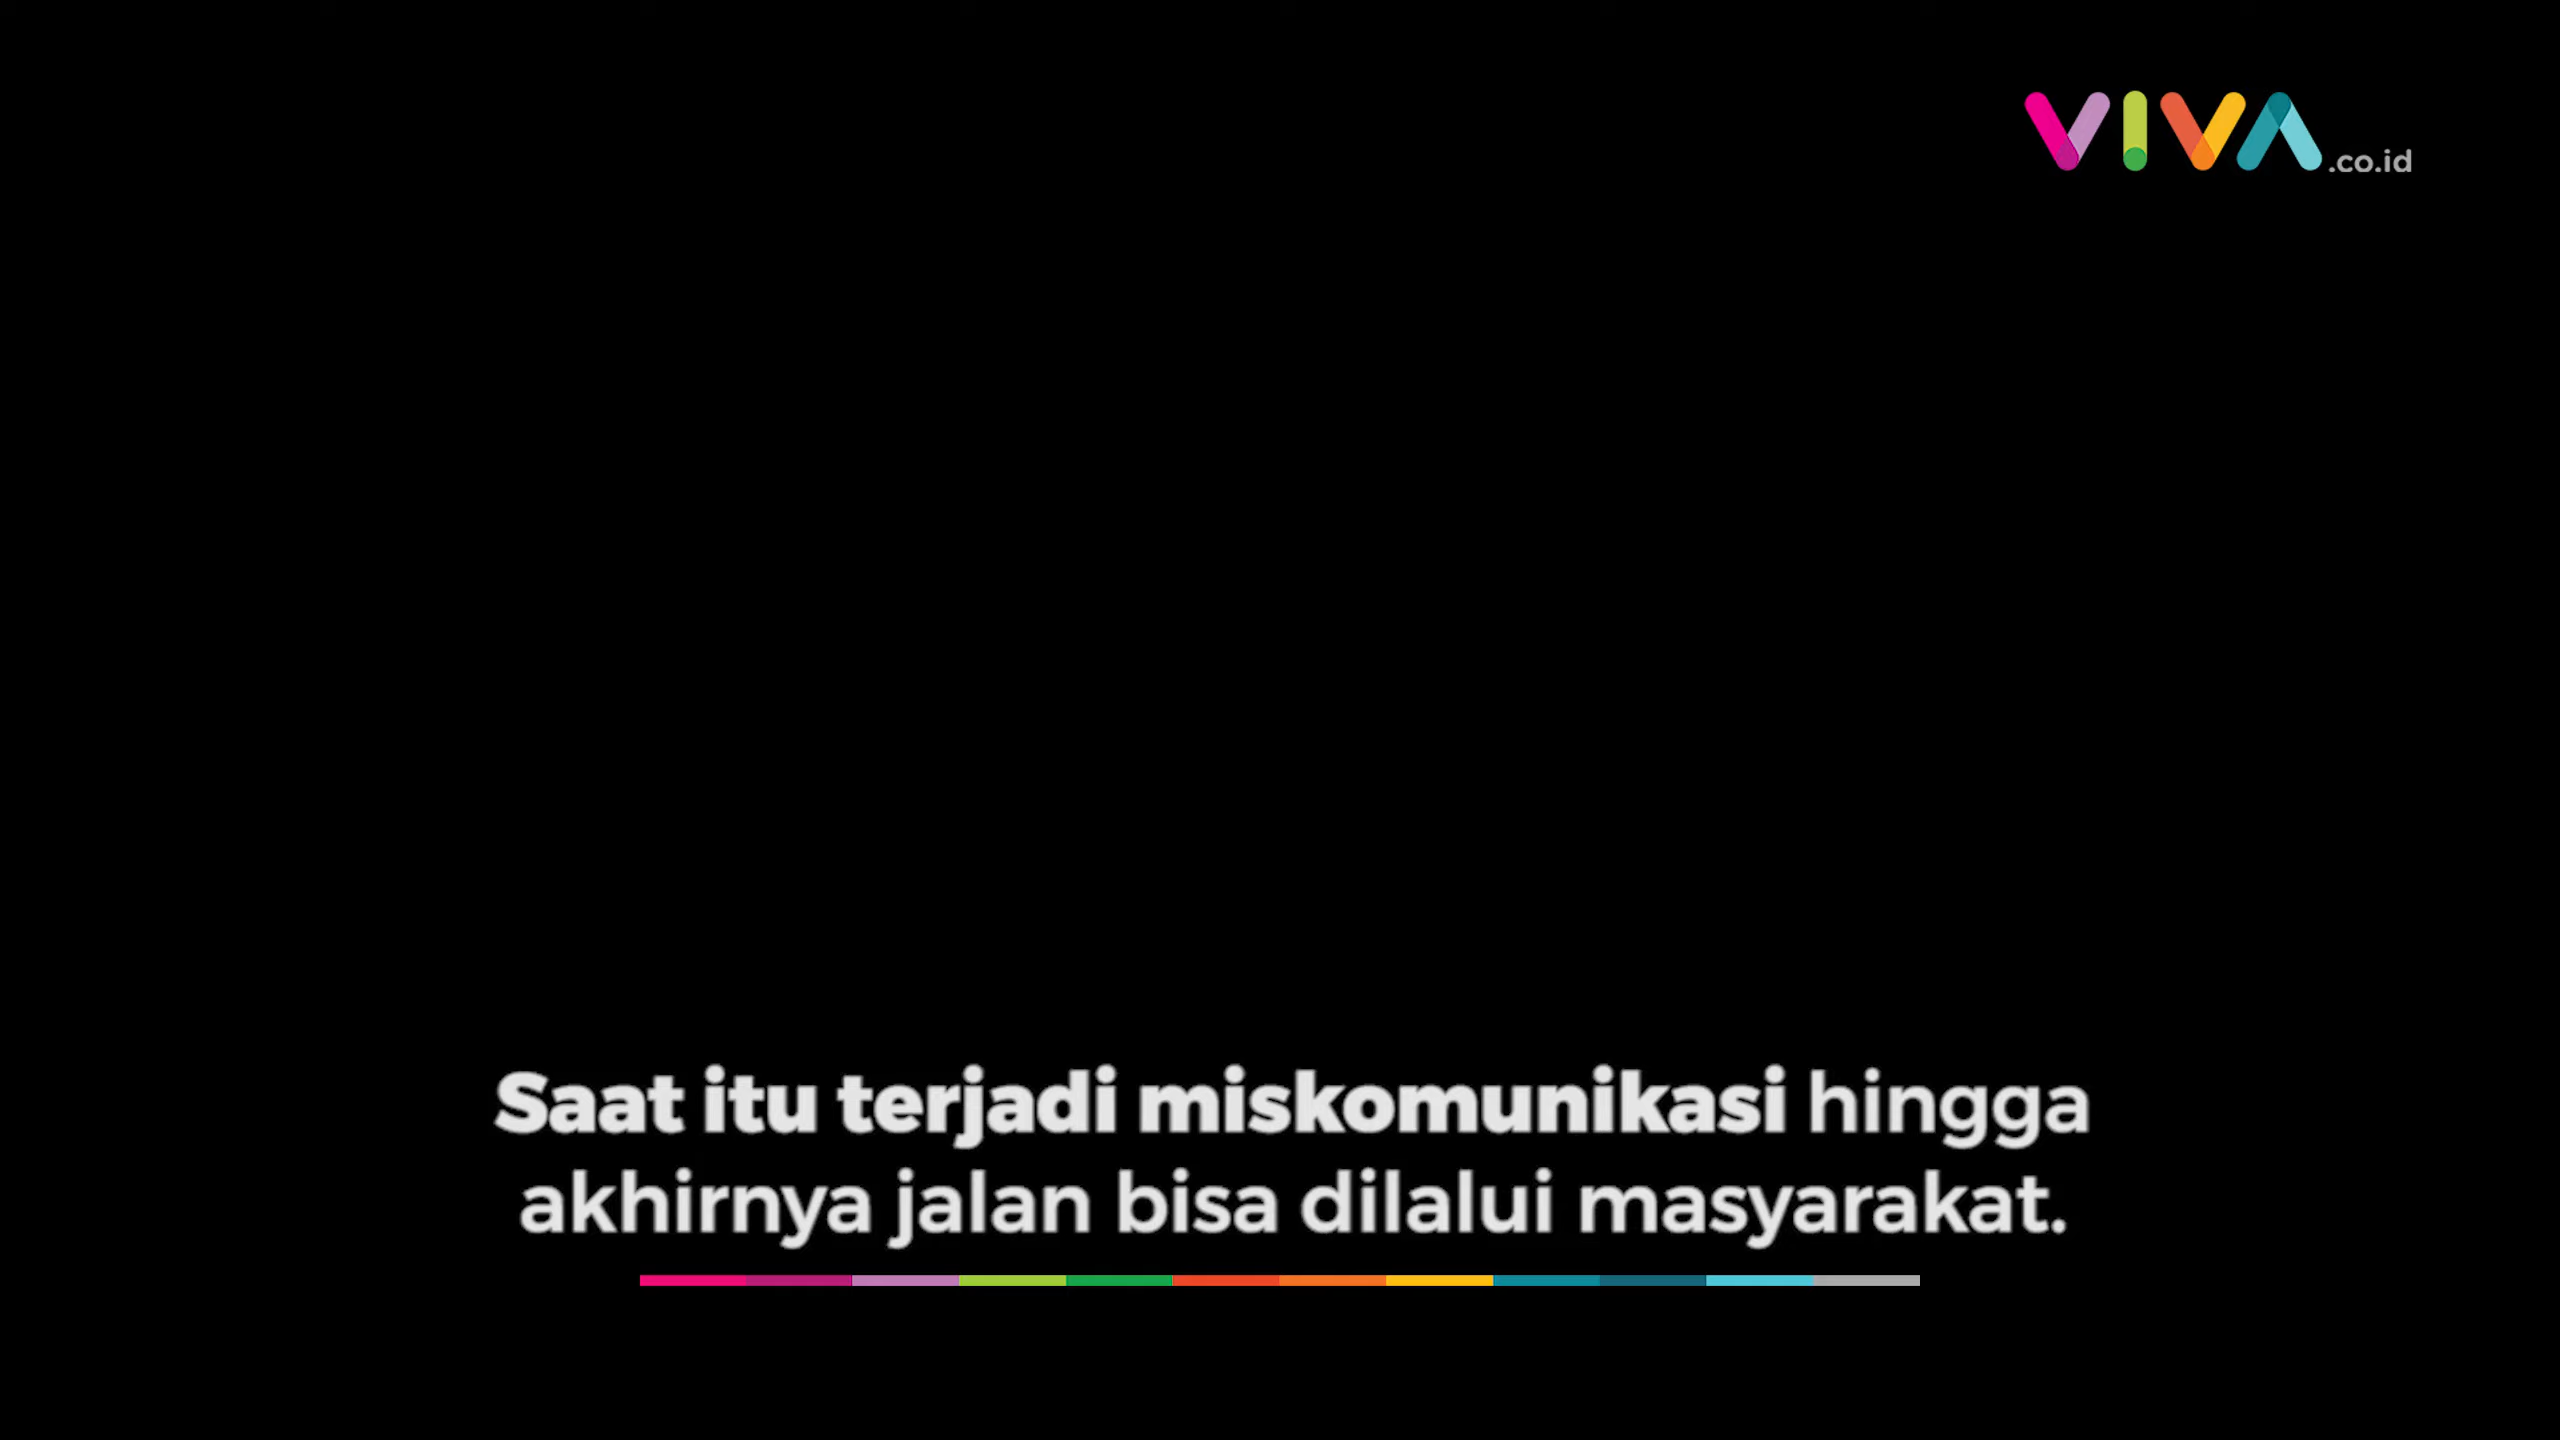 VIVA.co.id
Saat itu terjadi miskomunikasi hingga
akhirnya jalan bisa dilalui masyarakat.